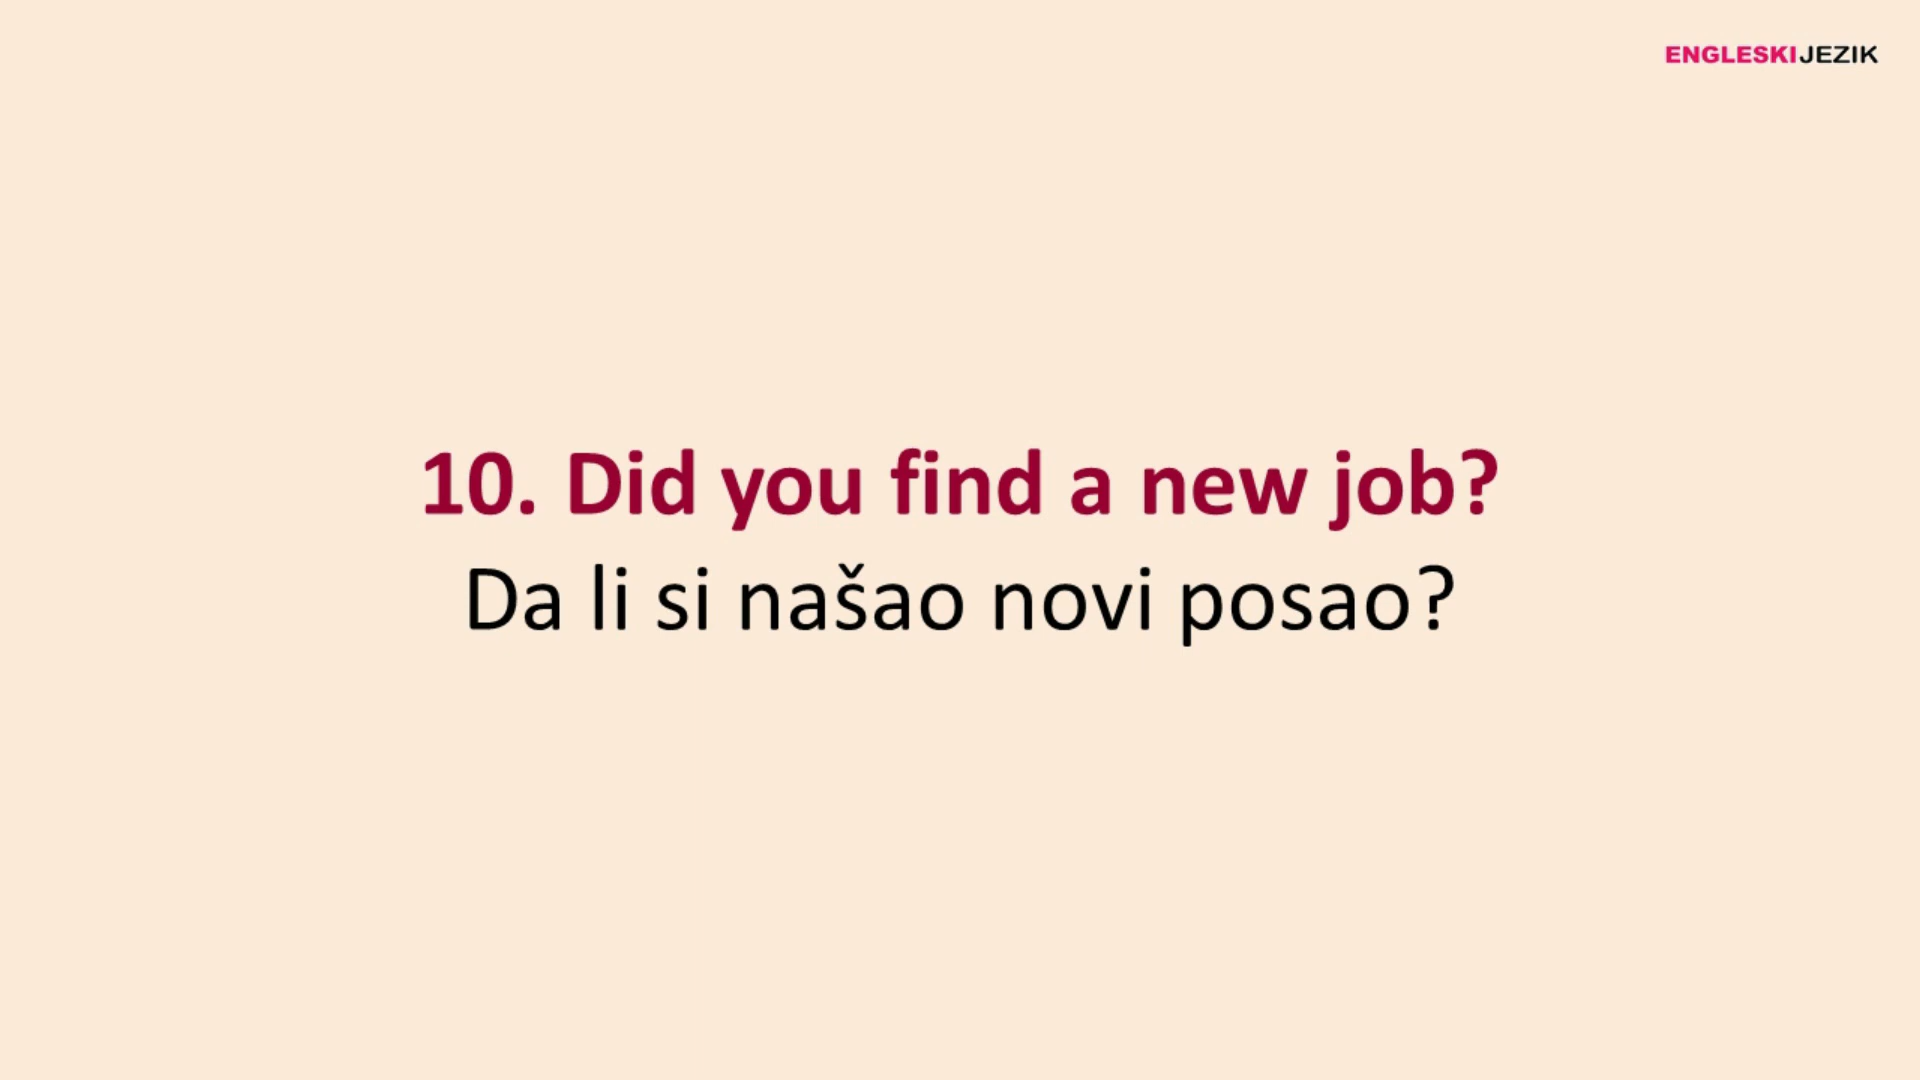 ENGLESKIJEZIK
10. Did you find a new job?
Da li si našao novi posao?